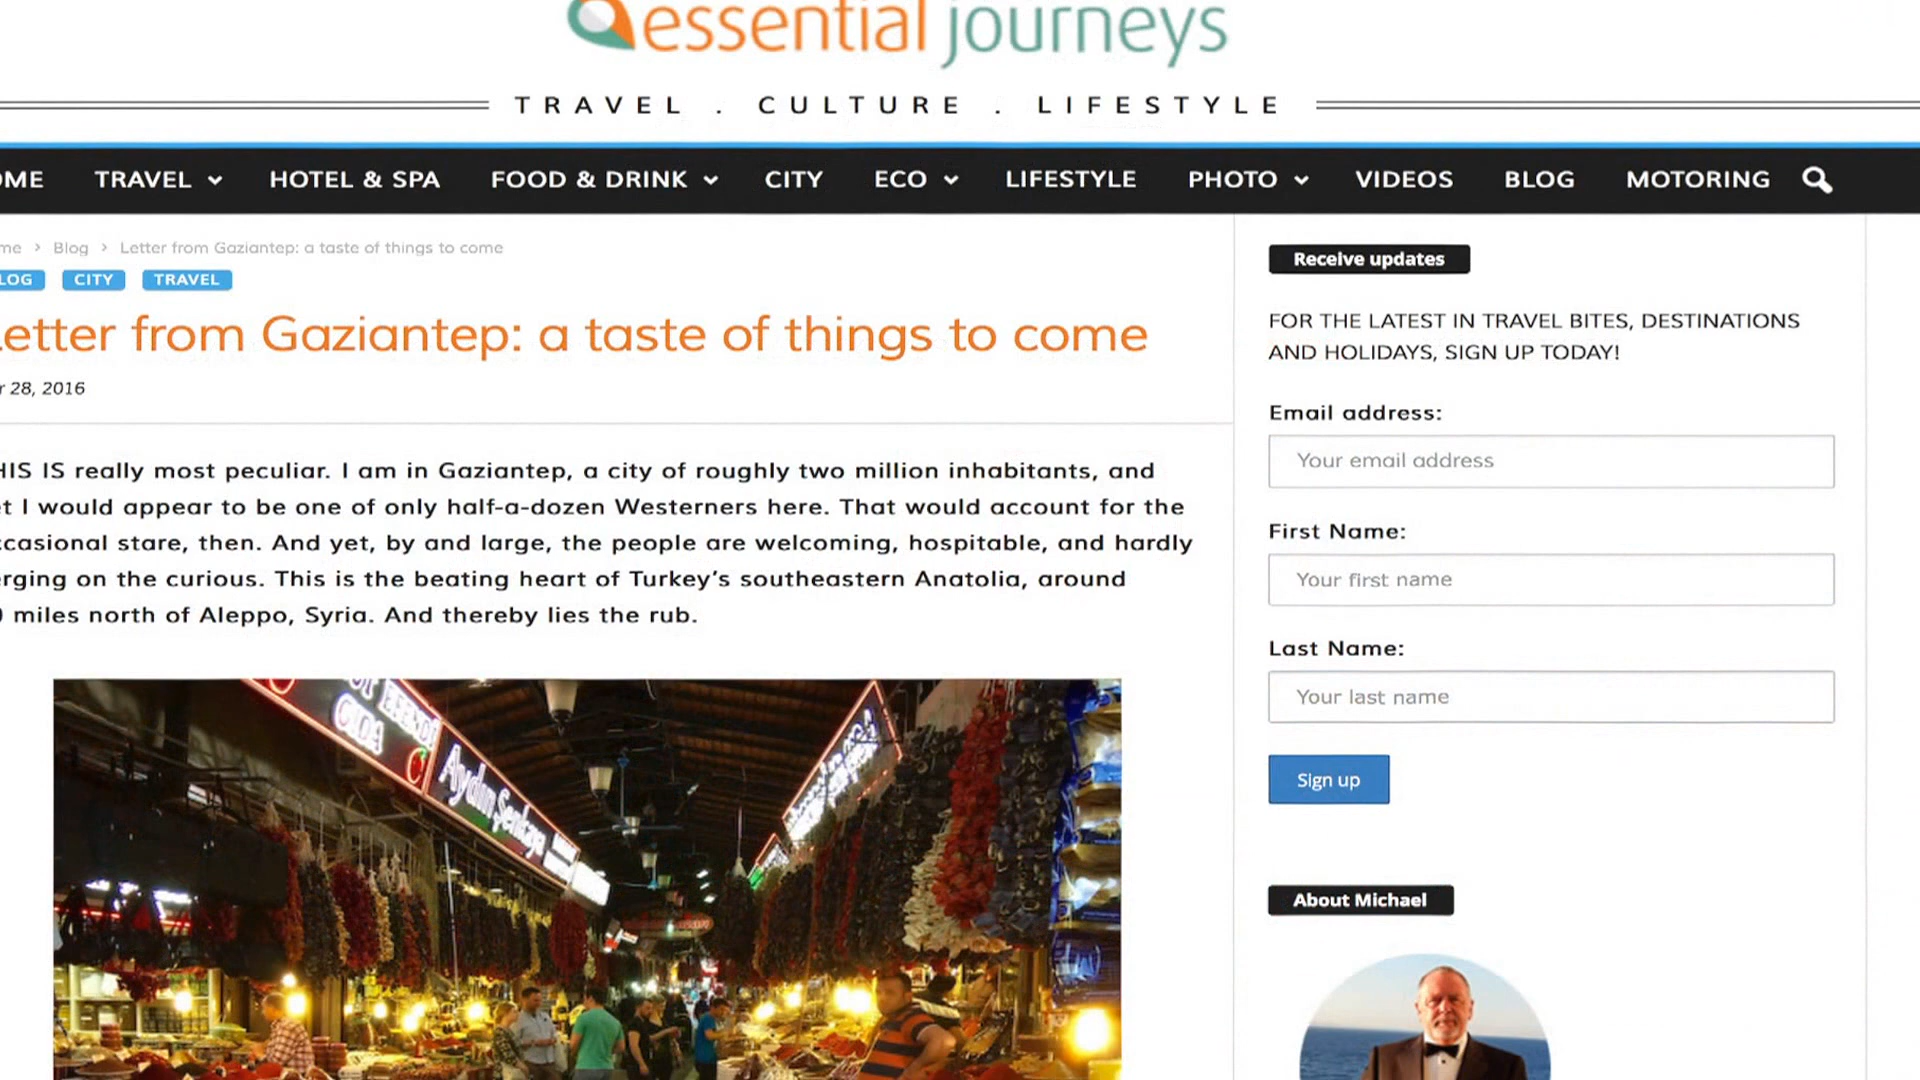 essential journeys
TRAVEL . CULTURE . LIFESTYLE
OME TRAVEL HOTEL & SPA FOOD & DRINK CITY ECO LIFESTYLE PHOTO VIDEOS BLOG MOTORING
me > Blog > Letter from Gaziantep: a taste of things to come
LOG CITY TRAVEL
etter from Gaziantep: a taste of things to come
r 28, 2016
HIS IS really most peculiar. I am in Gaziantep, a city of roughly two million inhabitants, and
t I would appear to be one of only half-a-dozen Westerners here. That would account for the
casional stare, then. And yet, by and large, the people are welcoming, hospitable, and hardly
rging on the curious. This is the beating heart of Turkey’s southeastern Anatolia, around
miles north of Aleppo, Syria. And thereby lies the rub.
GIDA
Aydın
Receive updates
FOR THE LATEST IN TRAVEL BITES, DESTINATIONS
AND HOLIDAYS, SIGN UP TODAY!
Email address:
Your email address
First Name:
Your first name
Last Name:
Your last name
Sign up
About Michael